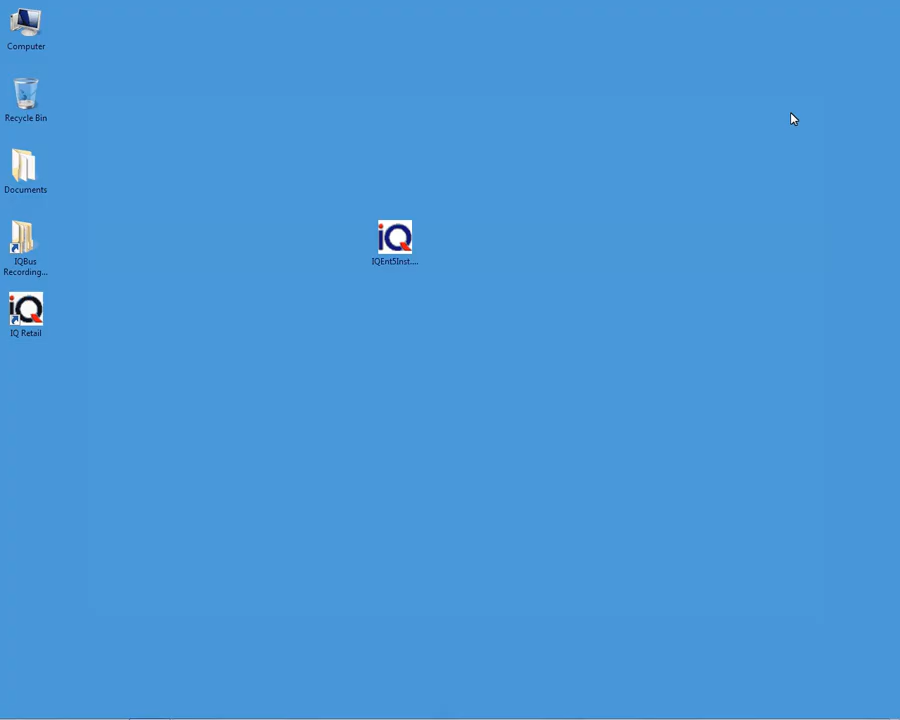 Computer
Recycle Bin
Documents
IQBus
Recording...
iQ
IQ Retail
iQ
IQEnt5Inst....